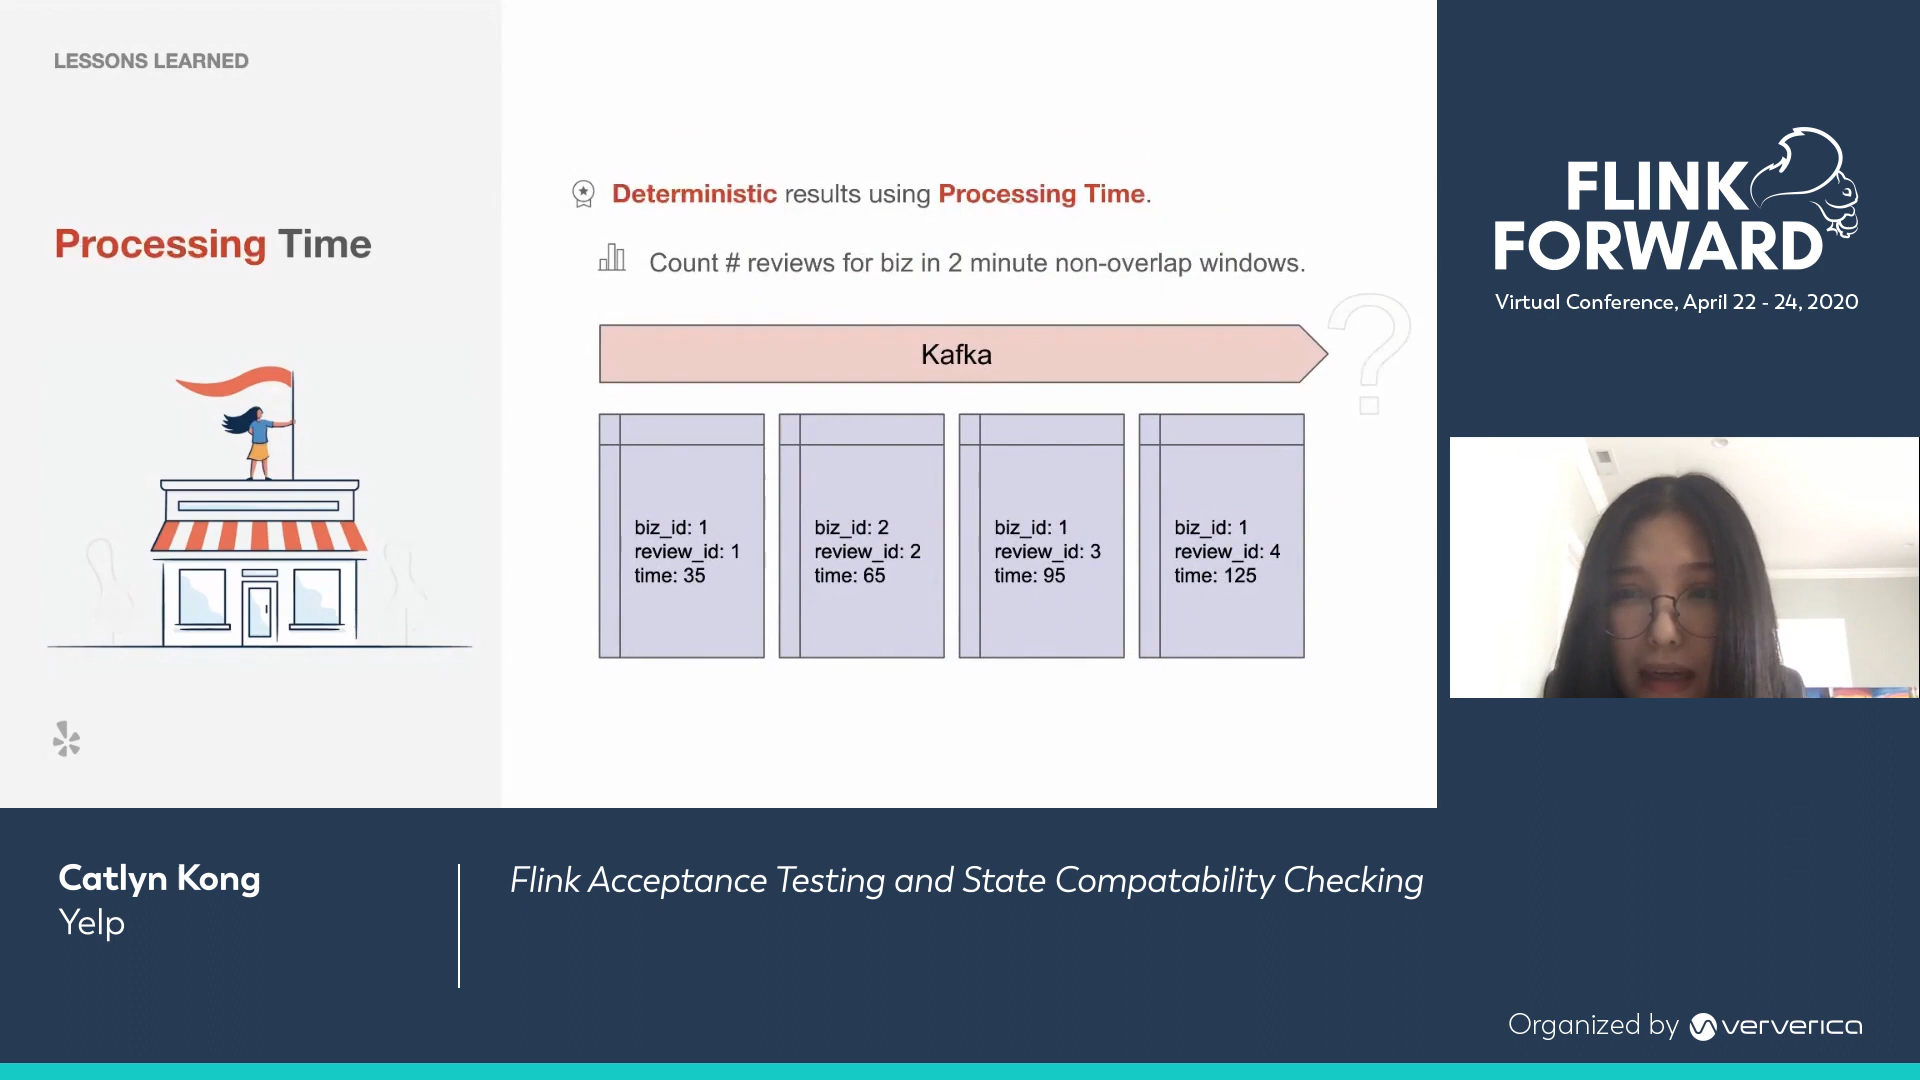 LESSONS LEARNED
Processing Time
Deterministic results using Processing Time.
Count # reviews for biz in 2 minute non-overlap windows.
Kafka
?
biz_id: 1
review_id: 1
time: 35
biz_id: 2
review_id: 2
time: 65
biz_id: 1
review_id: 3
time: 95
biz_id: 1
review_id: 4
time: 125
FLINK
FORWARD
Virtual Conference, April 22 - 24, 2020
Catlyn Kong
Yelp
Flink Acceptance Testing and State Compatability Checking
Organized by ververica